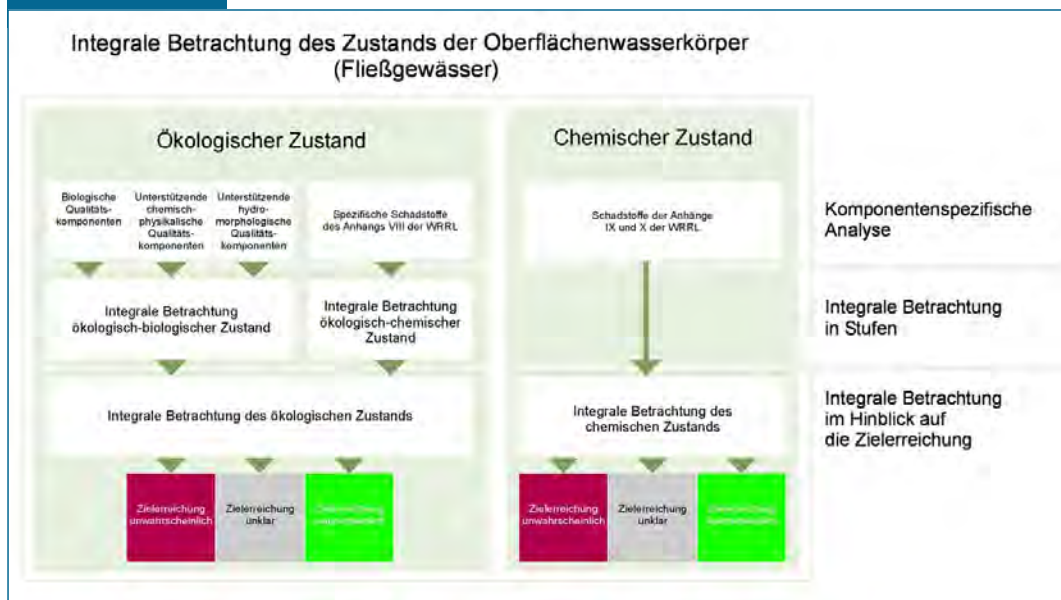 Integrale Betrachtung des Zustands der Oberflächenwasserkörper
(Fließgewässer)
Ökologischer Zustand
Biologische
Qualitäts-
komponenten
Unterstützende
chemisch-
physikalische
Qualitäts-
komponenten
Unterstützende
hydro-
morphologische
Qualitäts-
komponenten
Spezifische Schadstoffe
des Anhangs VIII der WRRL
Integrale Betrachtung
ökologisch-biologischer Zustand
Integrale Betrachtung
ökologisch-chemischer
Zustand
Integrale Betrachtung des ökologischen Zustands
Zielerreichung
unwahrscheinlich
Zielerreichung
unklar
Zielerreichung
Chemischer Zustand
Schadstoffe der Anhänge
IX und X der WRRL
Integrale Betrachtung des
chemischen Zustands
Zielerreichung
unwahrscheinlich
Zielerreichung
unklar
Zielerreichung
Komponentenspezifische
Analyse
Integrale Betrachtung
in Stufen
Integrale Betrachtung
im Hinblick auf
die Zielerreichung